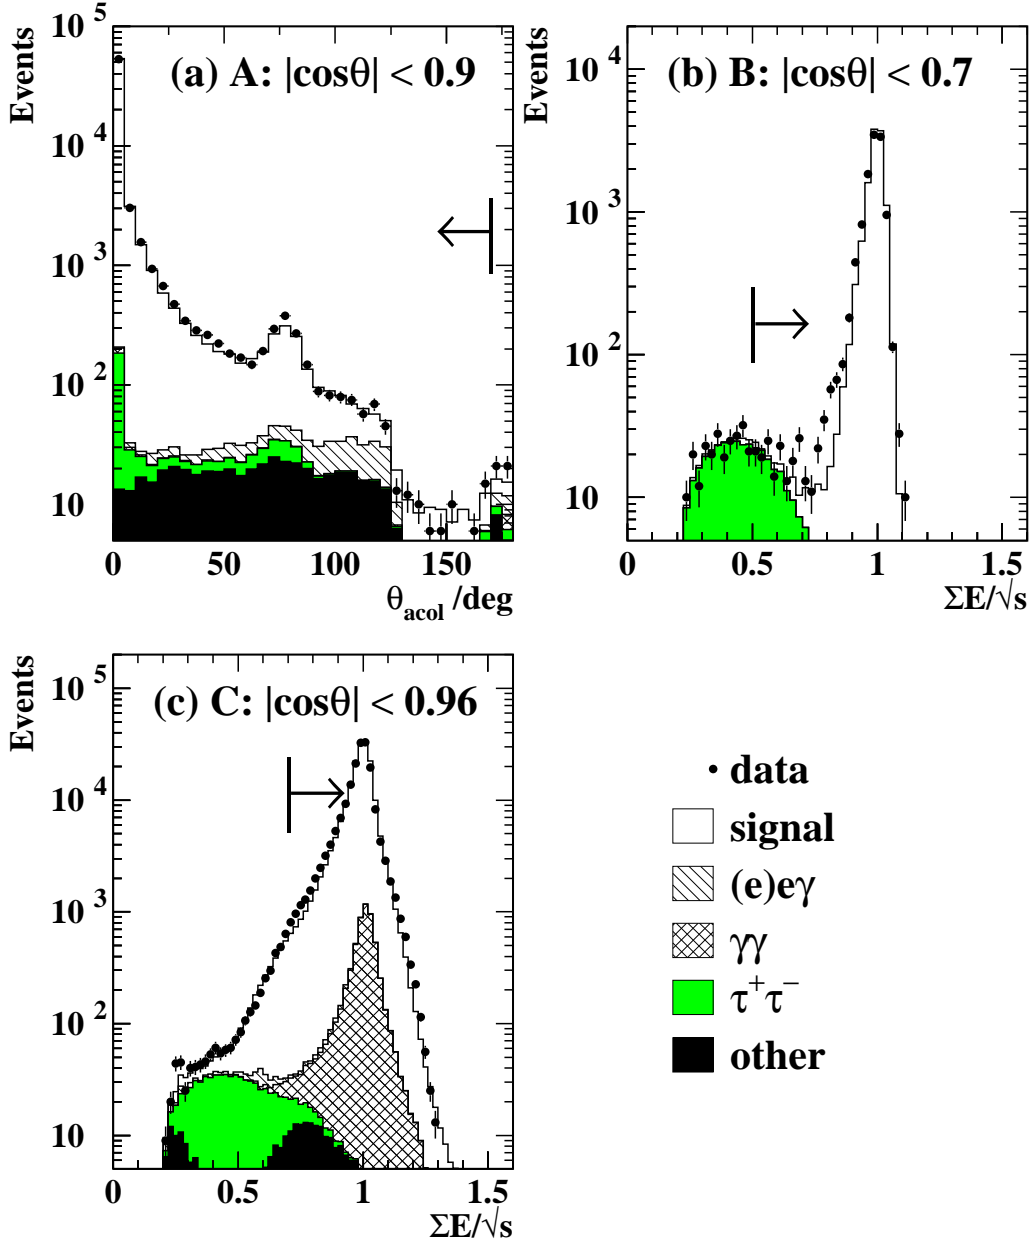 Events
(a) A: |cosθ| < 0.9
10^5
10^4
10^3
10^2
10
0 50 100 150
θ_acol /deg
Events
(b) B: |cosθ| < 0.7
10^4
10^3
10^2
10
0 0.5 1 1.5
ΣE/√s
Events
(c) C: |cosθ| < 0.96
10^5
10^4
10^3
10^2
10
0 0.5 1 1.5
ΣE/√s
data
signal
(e)eγ
γγ
τ⁺τ⁻
other